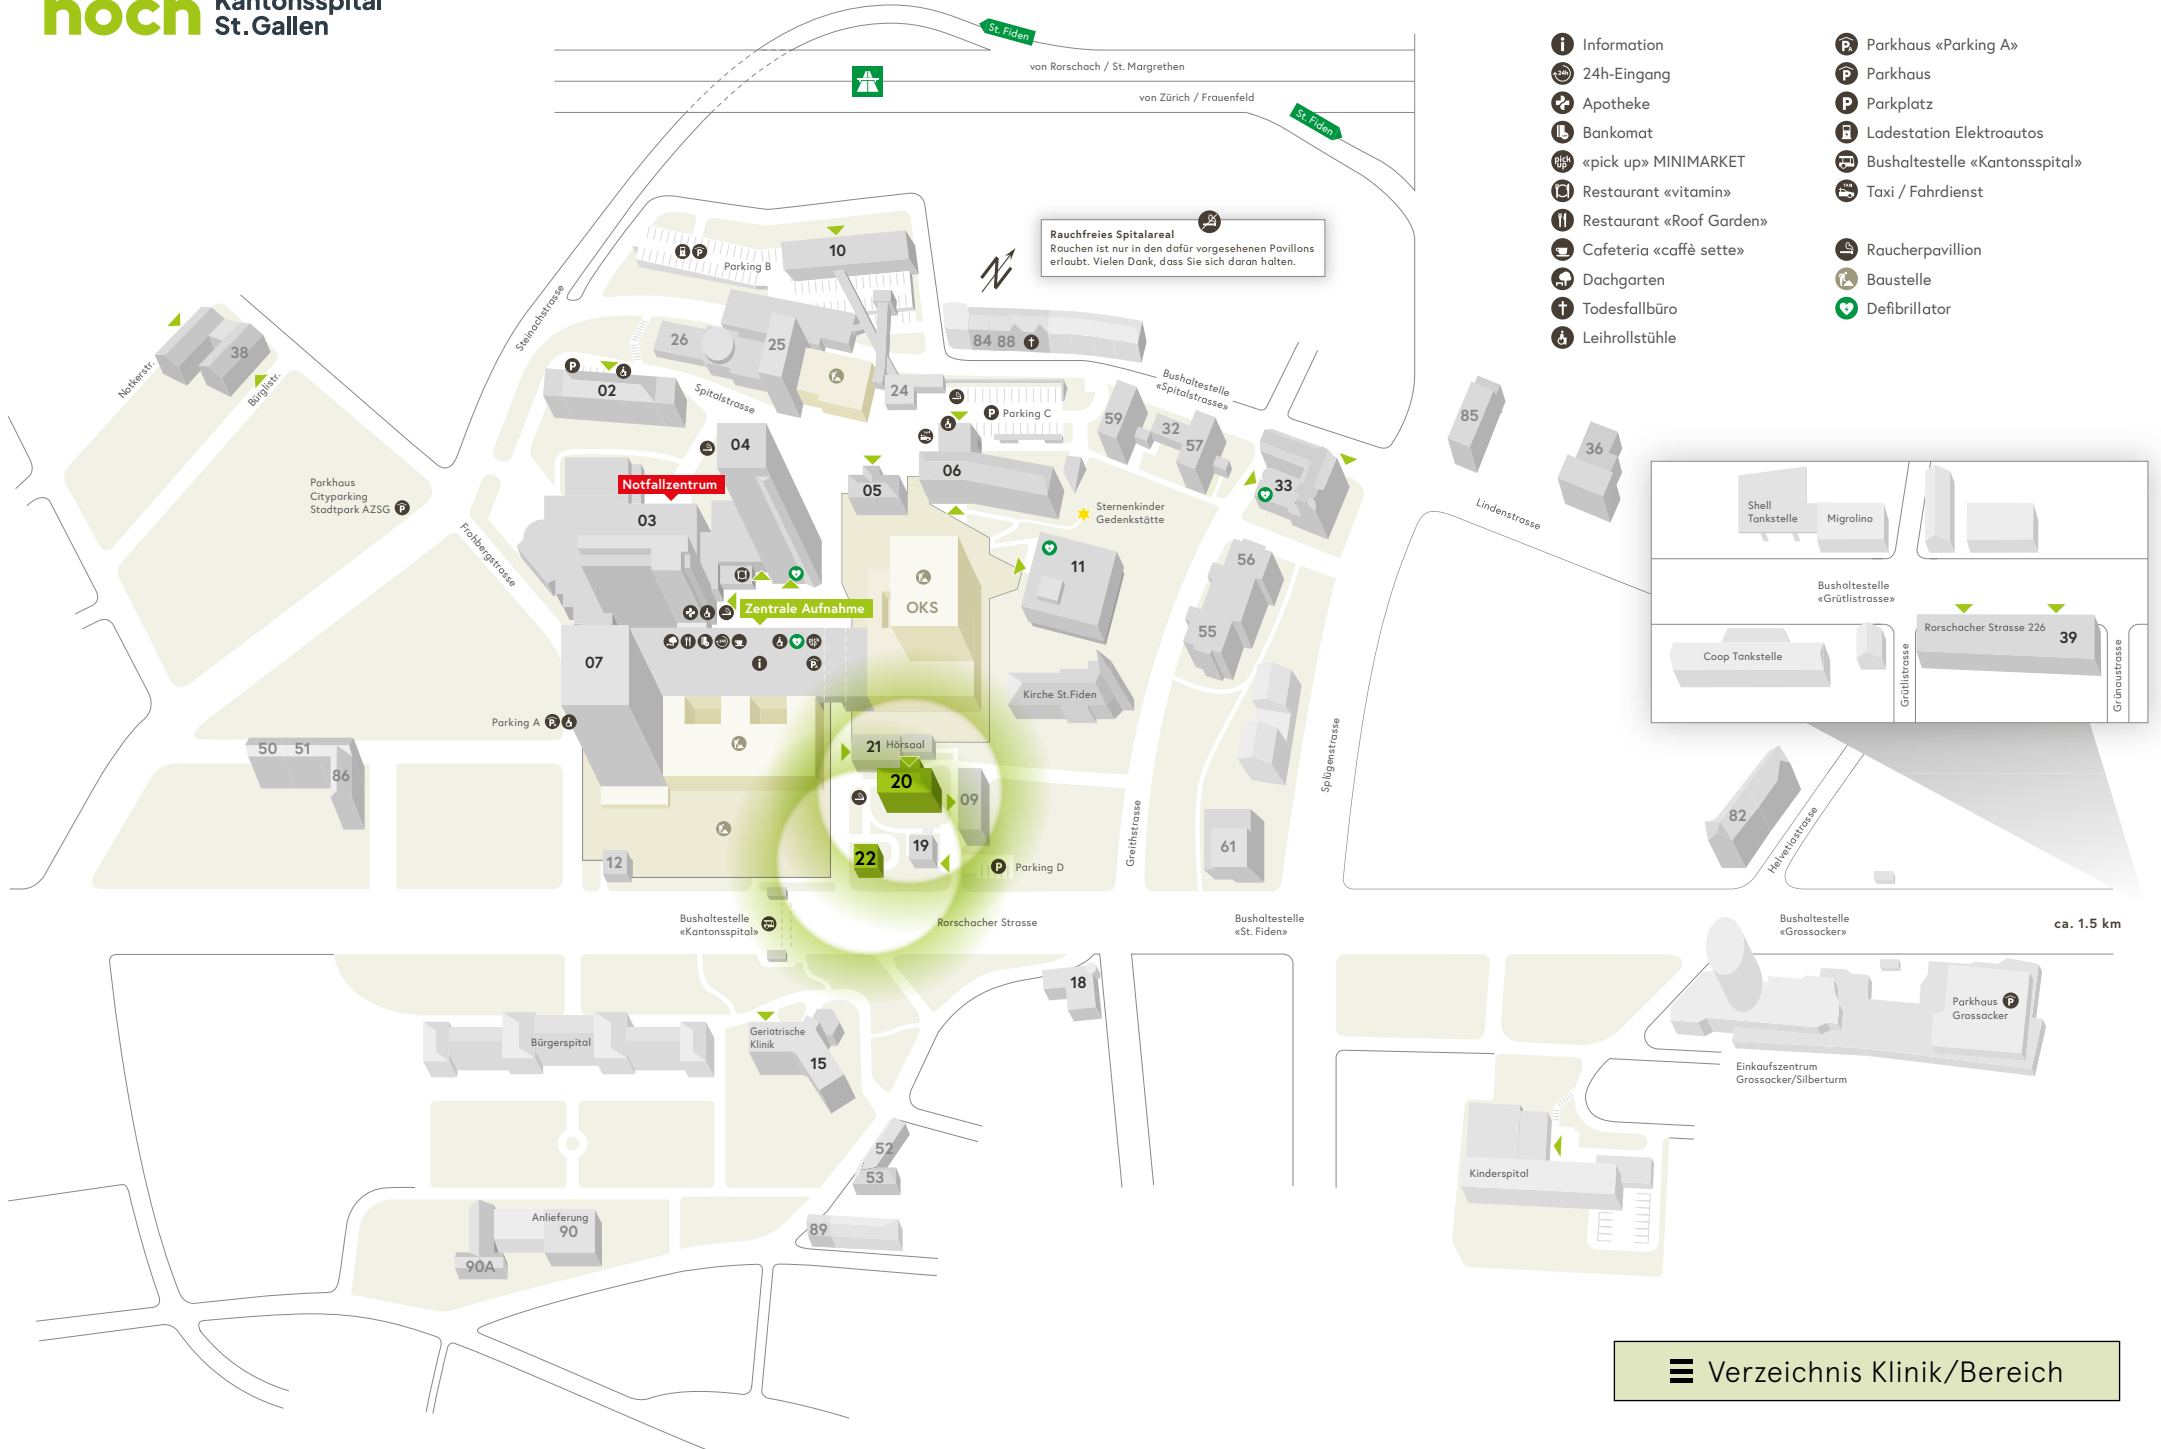 noch Kantonsspital
St.Gallen
St. Fiden
von Rorschach / St. Margrethen
von Zürich / Frauenfeld
St. Fiden
Information
24h-Eingang
Apotheke
Bankomat
«pick up» MINIMARKET
Restaurant «vitamin»
Restaurant «Roof Garden»
Cafeteria «caffè sette»
Dachgarten
Todesfallbüro
Leihrollstühle
Parkhaus «Parking A»
Parkhaus
Parkplatz
Ladestation Elektroautos
Bushaltestelle «Kantonsspital»
Taxi / Fahrdienst
Raucherpavillion
Baustelle
Defibrillator
Rauchfreies Spitalareal
Rauchen ist nur in den dafür vorgesehenen Pavillons
erlaubt. Vielen Dank, dass Sie sich daran halten.
N
10
Parking B
Steinachstrasse
26
25
84 88
38
Notkerstr.
Bürglistr.
02
Spitalstrasse
24
Bushaltestelle
«Spitalstrasse»
Parking C
59
32
57
85
36
04
06
05
33
Notfallzentrum
03
Parkhaus
Cityparking
Stadtpark AZSG
Frohbergstrasse
Sternenkinder
Gedenkstätte
Lindenstrasse
11
56
55
OKS
Zentrale Aufnahme
07
Kirche St.Fiden
Parking A
50 51
86
21 Hörsaal
20
09
19
22
12
Parking D
Greithstrasse
Splügenstrasse
61
82
Helvetiastrasse
Shell
Tankstelle
Migrolino
Bushaltestelle
«Grütlistrasse»
Rorschacher Strasse 226
39
Coop Tankstelle
Grütlistrasse
Grünaustrasse
Bushaltestelle
«Kantonsspital»
Rorschacher Strasse
Bushaltestelle
«St. Fiden»
Bushaltestelle
«Grossacker»
ca. 1.5 km
18
Bürgerspital
Geriatrische
Klinik
15
Parkhaus
Grossacker
Einkaufszentrum
Grossacker/Silberturm
52
53
89
Kinderspital
Anlieferung
90
90A
Verzeichnis Klinik/Bereich